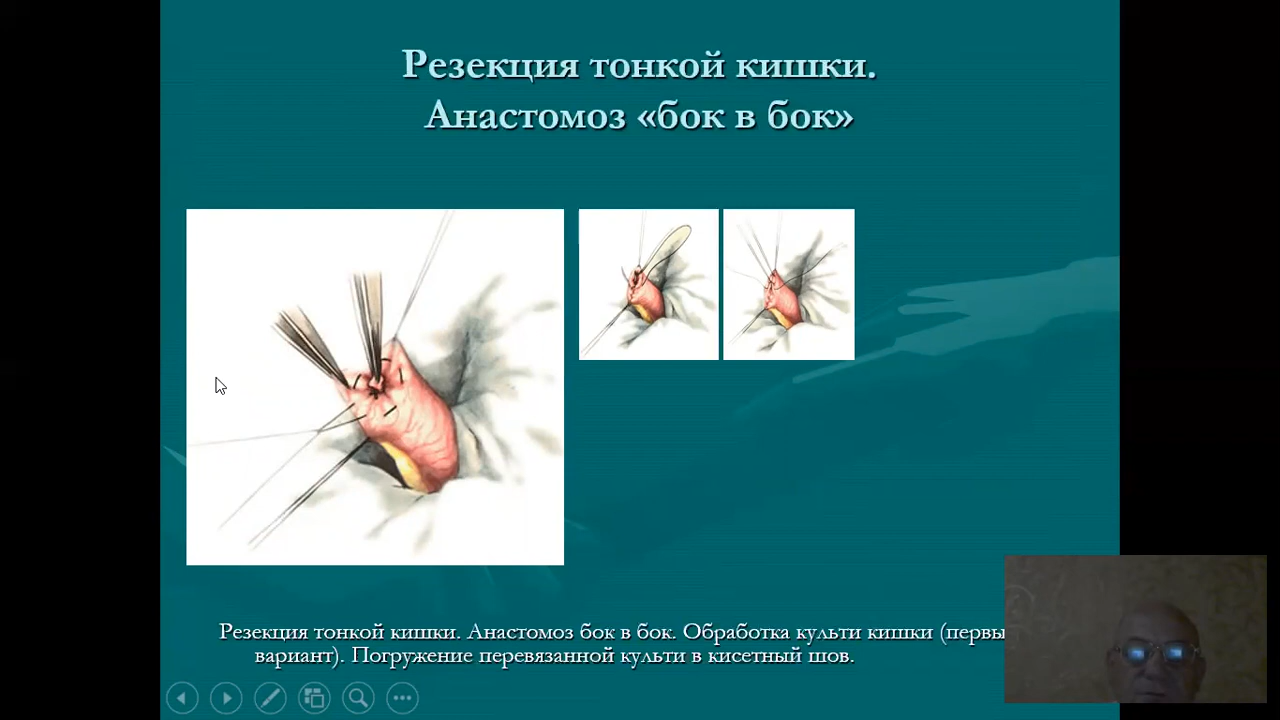 Резекция тонкой кишки.
Анастомоз «бок в бок»
Резекция тонкой кишки. Анастомоз бок в бок. Обработка культи кишки (первы
вариант). Погружение перевязанной культи в кисетный шов.